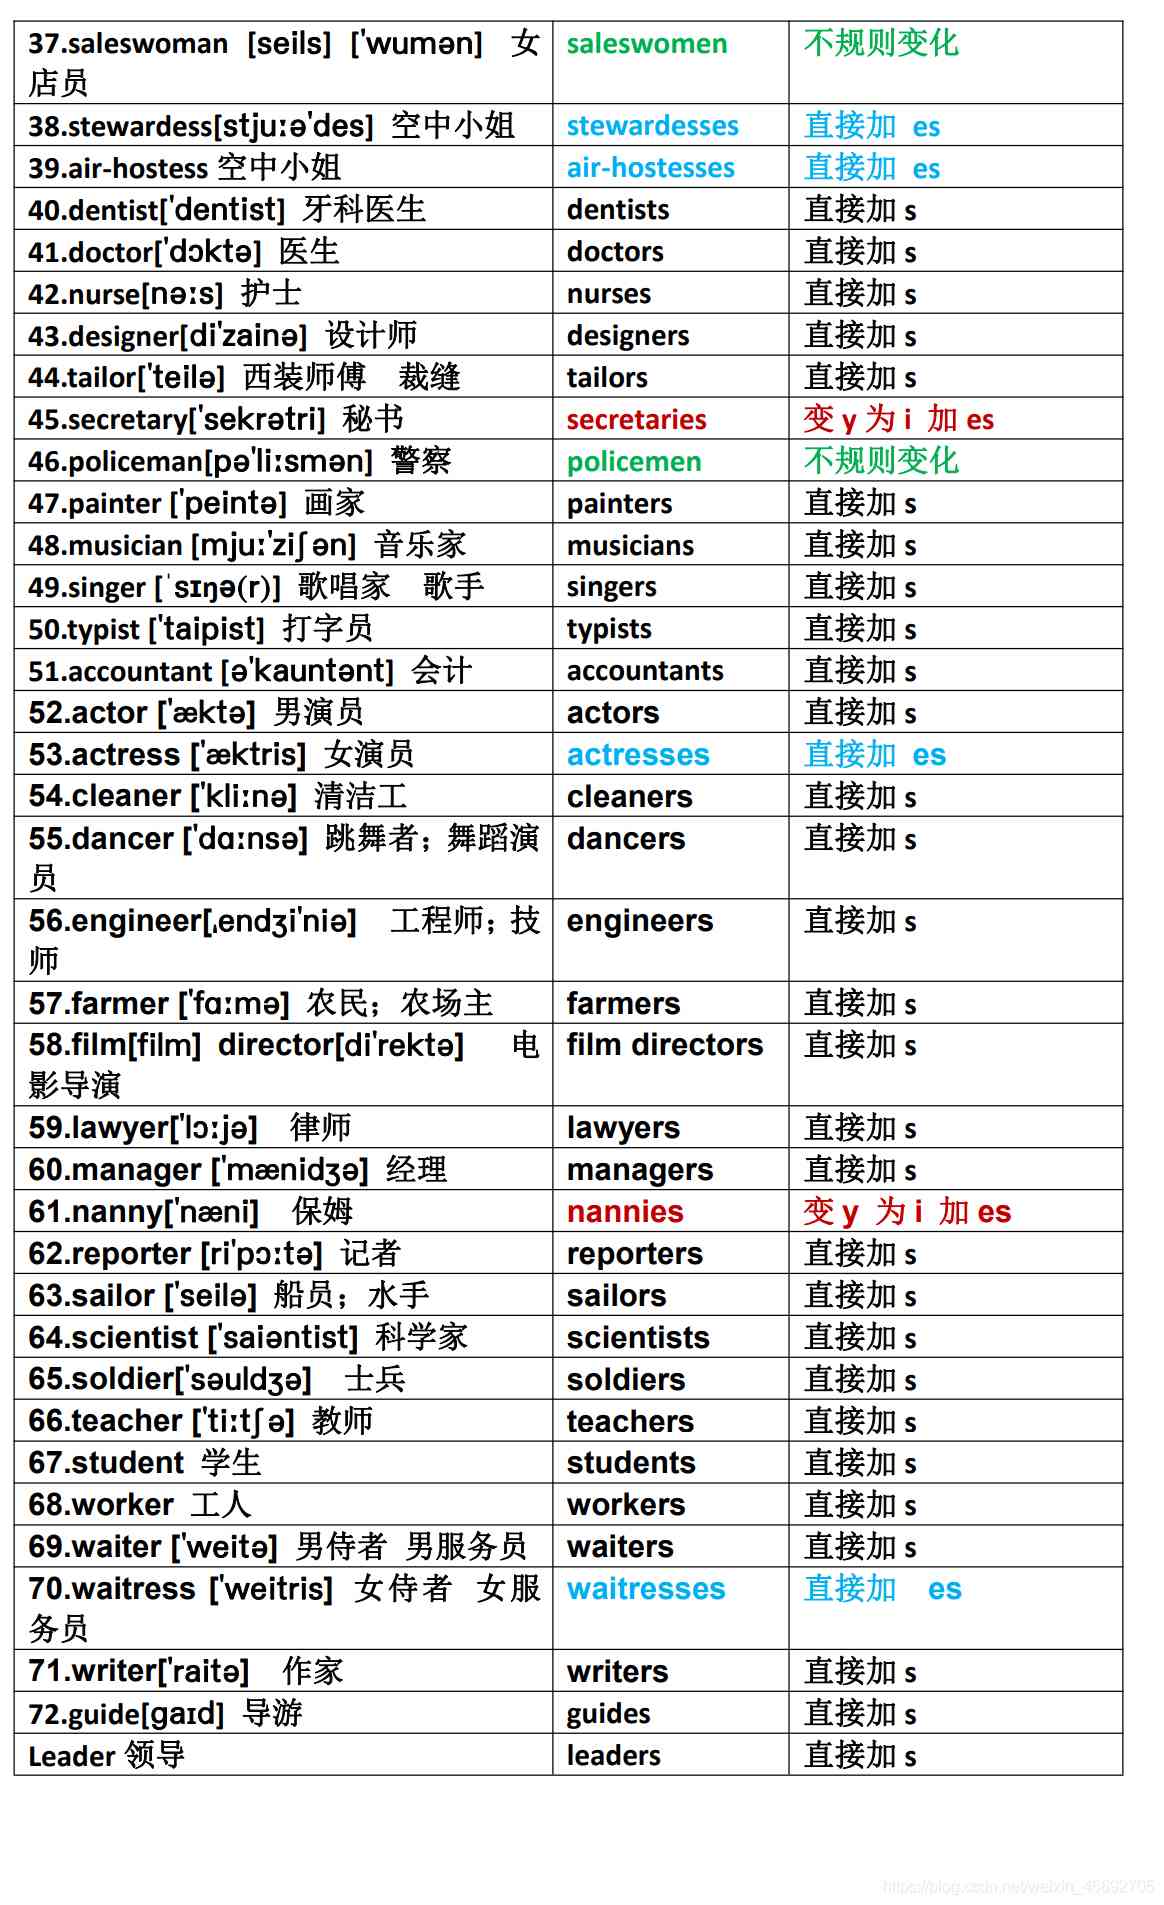 37.saleswoman [seils] ['wumən] 女 saleswomen 不规则变化
店员
38.stewardess[stjuːə'des] 空中小姐 stewardesses 直接加 es
39.air-hostess 空中小姐 air-hostesses 直接加 es
40.dentist['dentist] 牙科医生 dentists 直接加 s
41.doctor['dɔktə] 医生 doctors 直接加 s
42.nurse[nəːs] 护士 nurses 直接加 s
43.designer[di'zainə] 设计师 designers 直接加 s
44.tailor['teilə] 西装师傅 裁缝 tailors 直接加 s
45.secretary['sekrətri] 秘书 secretaries 变 y 为 i 加 es
46.policeman[pə'liːsmən] 警察 policemen 不规则变化
47.painter ['peintə] 画家 painters 直接加 s
48.musician [mjuː'ziʃən] 音乐家 musicians 直接加 s
49.singer [ˈsɪŋə(r)] 歌唱家 歌手 singers 直接加 s
50.typist ['taipist] 打字员 typists 直接加 s
51.accountant [ə'kauntənt] 会计 accountants 直接加 s
52.actor ['æktə] 男演员 actors 直接加 s
53.actress ['æktris] 女演员 actresses 直接加 es
54.cleaner ['kliːnə] 清洁工 cleaners 直接加 s
55.dancer ['dɑːnsə] 跳舞者；舞蹈演 dancers 直接加 s
员
56.engineer[ˌendʒi'niə] 工程师；技 engineers 直接加 s
师
57.farmer ['fɑːmə] 农民；农场主 farmers 直接加 s
58.film[film] director[di'rektə] 电 film directors 直接加 s
影导演
59.lawyer['lɔːjə] 律师 lawyers 直接加 s
60.manager ['mænidʒə] 经理 managers 直接加 s
61.nanny['næni] 保姆 nannies 变 y 为 i 加 es
62.reporter [ri'pɔːtə] 记者 reporters 直接加 s
63.sailor ['seilə] 船员；水手 sailors 直接加 s
64.scientist ['saiəntist] 科学家 scientists 直接加 s
65.soldier['səuldʒə] 士兵 soldiers 直接加 s
66.teacher ['tiːtʃə] 教师 teachers 直接加 s
67.student 学生 students 直接加 s
68.worker 工人 workers 直接加 s
69.waiter ['weitə] 男侍者 男服务员 waiters 直接加 s
70.waitress ['weitris] 女侍者 女服 waitresses 直接加 es
务员
71.writer['raitə] 作家 writers 直接加 s
72.guide[gaɪd] 导游 guides 直接加 s
Leader 领导 leaders 直接加 s
https://blog.csdn.net/weixin_45692705